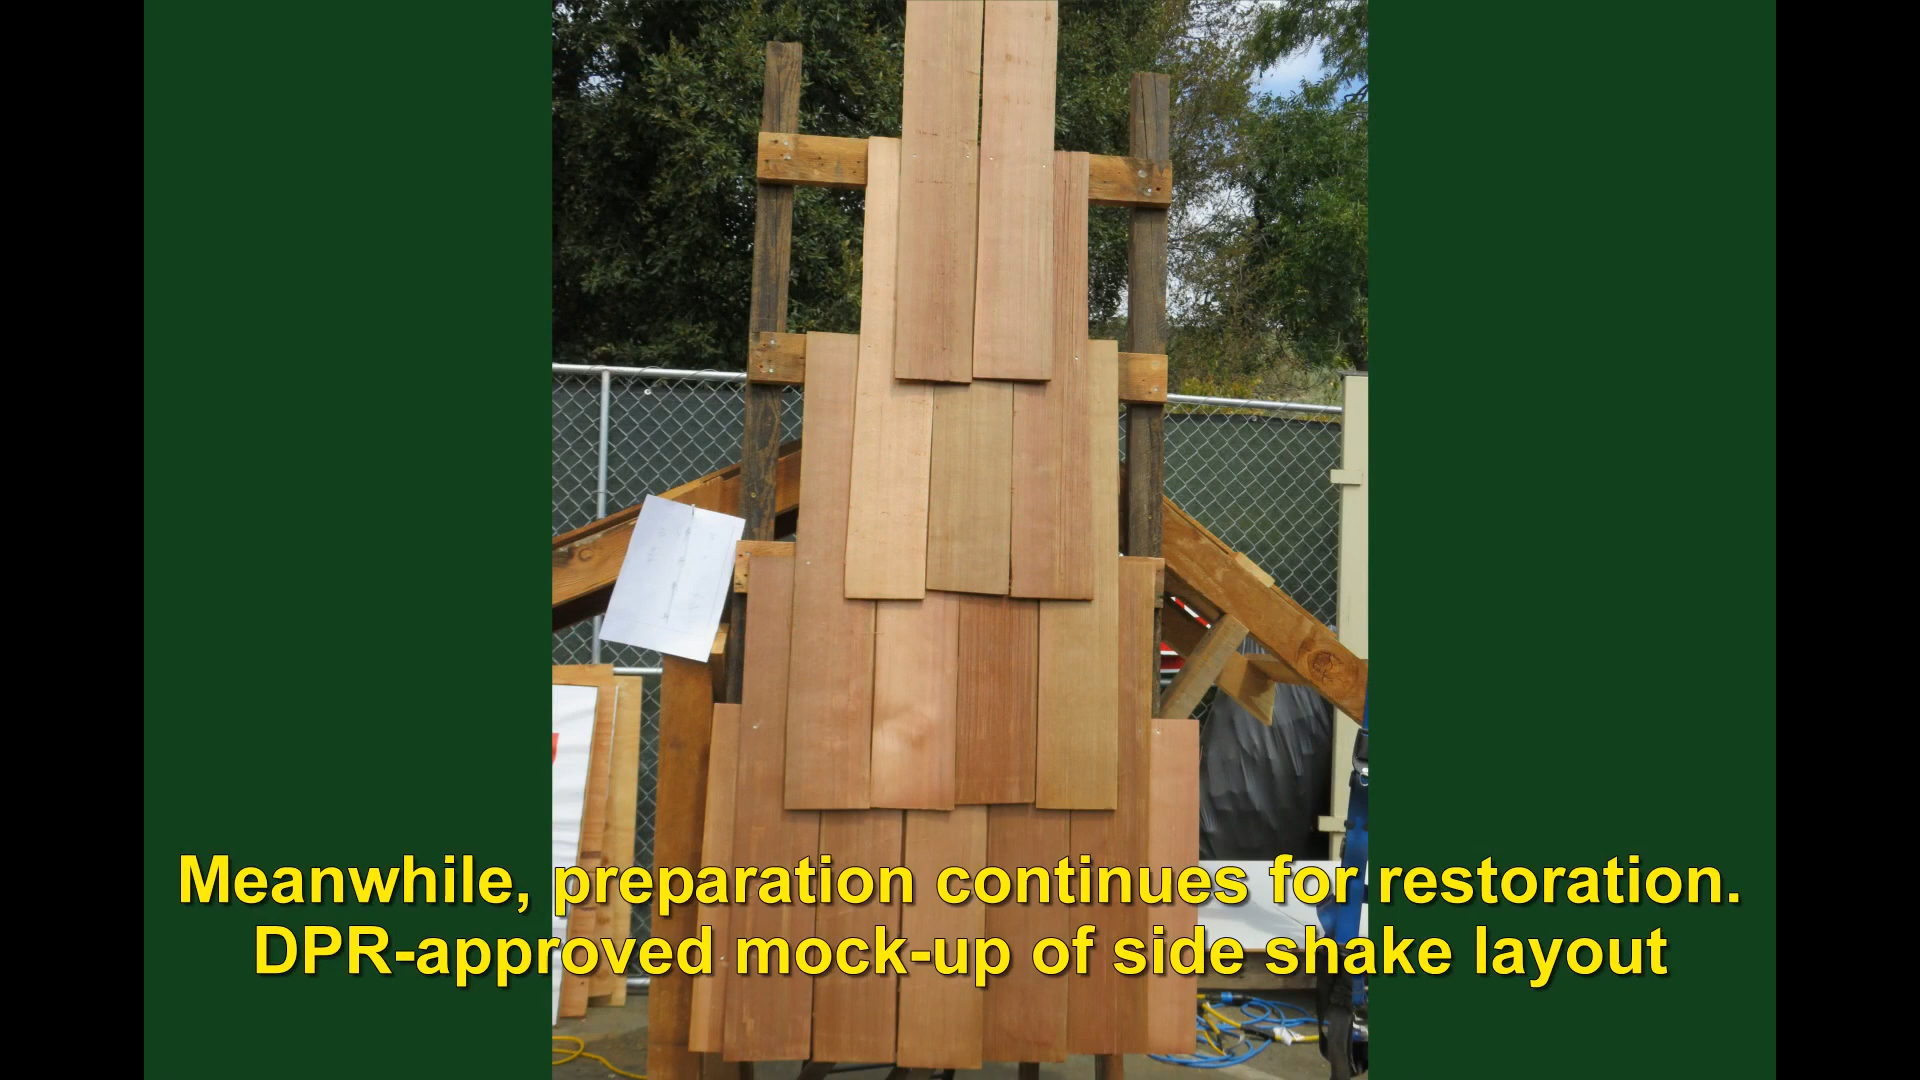 Meanwhile, preparation continues for restoration.
DPR-approved mock-up of side shake layout